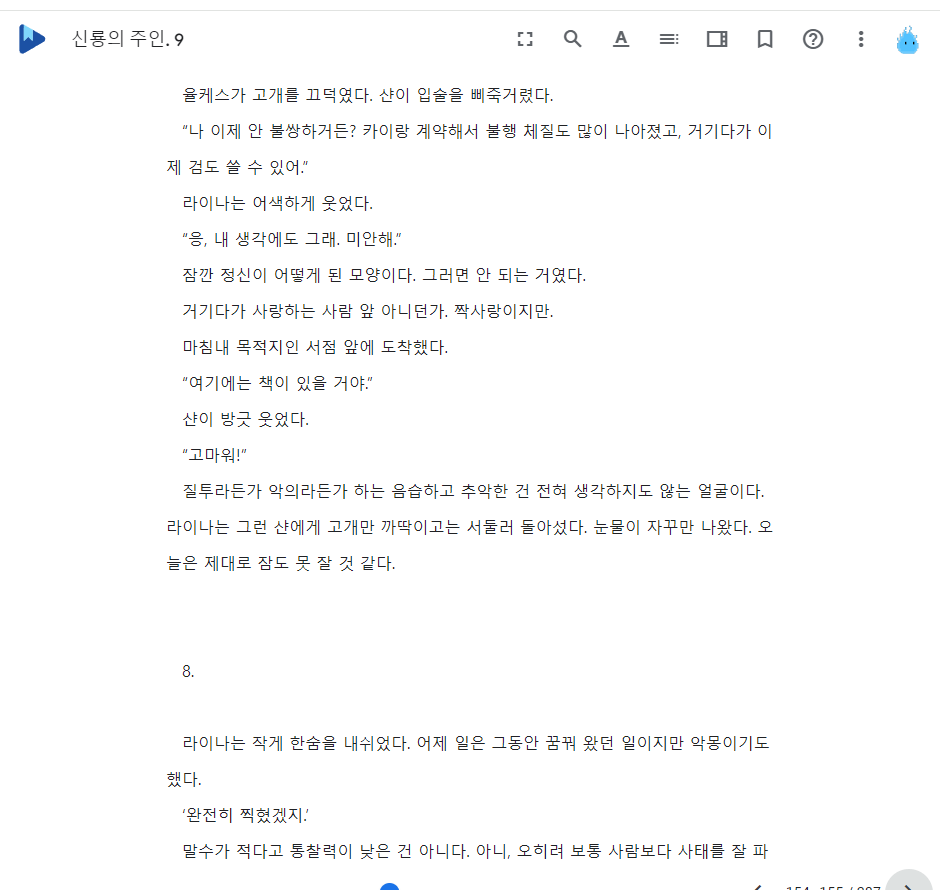 신룡의 주인. 9
율케스가 고개를 끄덕였다. 샨이 입술을 삐죽거렸다.
“나 이제 안 불쌍하거든? 카이랑 계약해서 불행 체질도 많이 나아졌고, 거기다가 이
제 검도 쓸 수 있어.”
라이나는 어색하게 웃었다.
“응, 내 생각에도 그래. 미안해.”
잠깐 정신이 어떻게 된 모양이다. 그러면 안 되는 거였다.
거기다가 사랑하는 사람 앞 아니던가. 짝사랑이지만.
마침내 목적지인 서점 앞에 도착했다.
“여기에는 책이 있을 거야.”
샨이 방긋 웃었다.
“고마워!”
질투라든가 악의라든가 하는 음습하고 추악한 건 전혀 생각하지도 않는 얼굴이다.
라이나는 그런 샨에게 고개만 까딱이고는 서둘러 돌아섰다. 눈물이 자꾸만 나왔다. 오
늘은 제대로 잠도 못 잘 것 같다.
8.
라이나는 작게 한숨을 내쉬었다. 어제 일은 그동안 꿈꿔 왔던 일이지만 악몽이기도
했다.
‘완전히 찍혔겠지.’
말수가 적다고 통찰력이 낮은 건 아니다. 아니, 오히려 보통 사람보다 사태를 잘 파